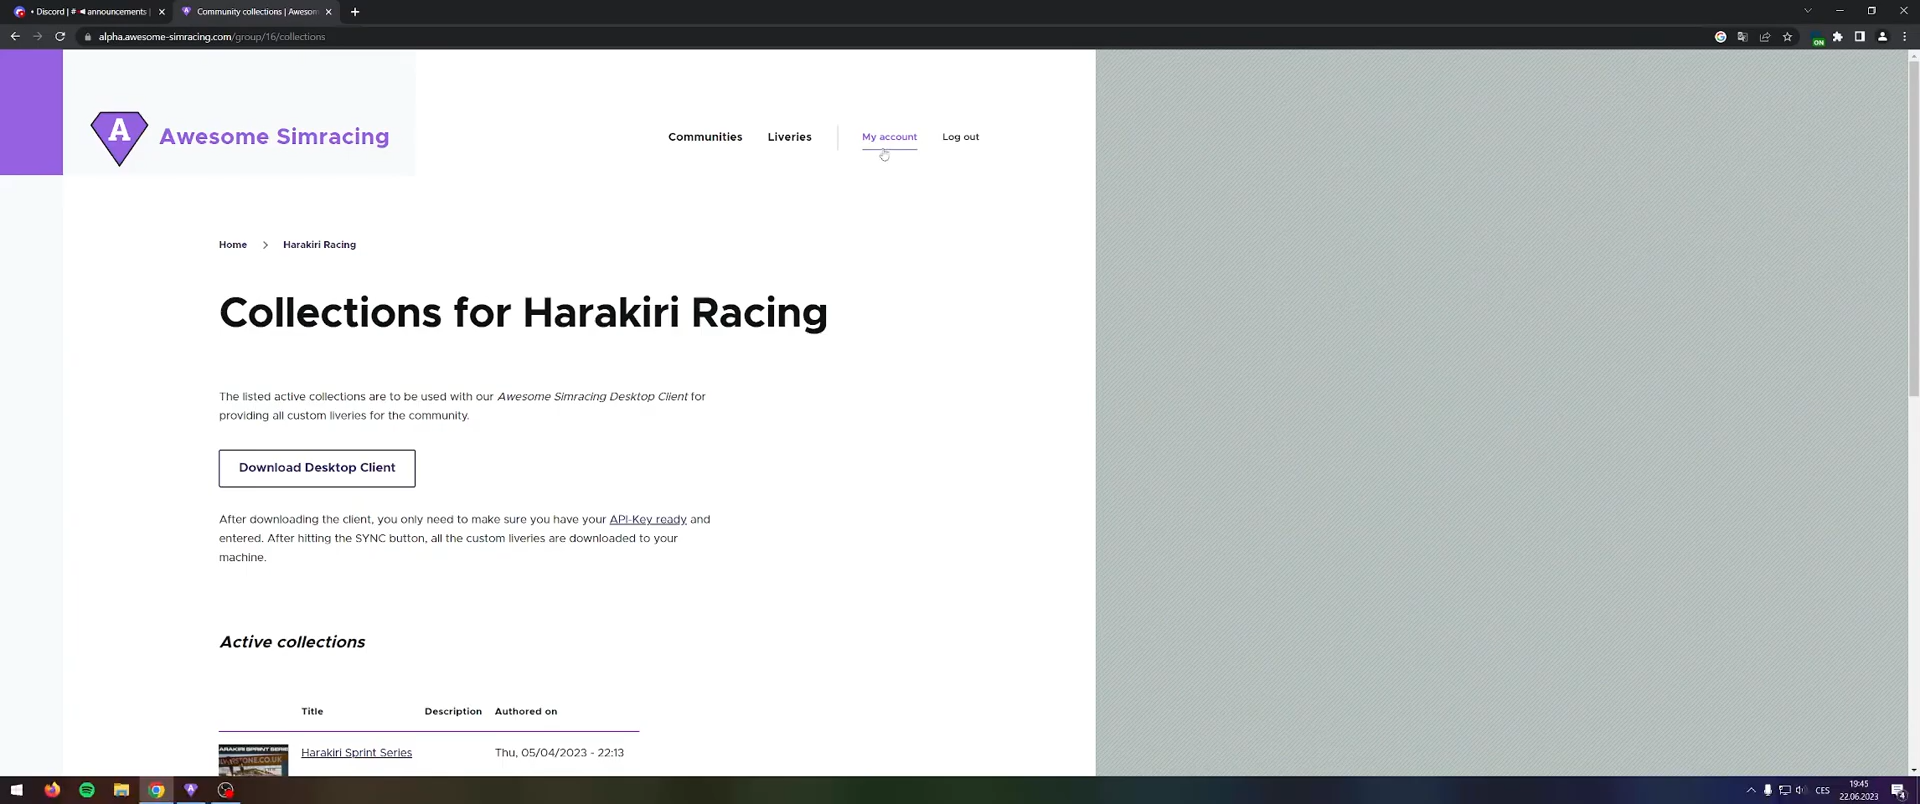 • Discord | # announcements |
Community collections | Awesom
alpha.awesome-simracing.com/group/16/collections
ON
A
Awesome Simracing
Communities
Liveries
My account
Log out
Home
Harakiri Racing
Collections for Harakiri Racing
The listed active collections are to be used with our Awesome Simracing Desktop Client for
providing all custom liveries for the community.
Download Desktop Client
After downloading the client, you only need to make sure you have your API-Key ready and
entered. After hitting the SYNC button, all the custom liveries are downloaded to your
machine.
Active collections
Title
Description
Authored on
Harakiri Sprint Series
Thu, 05/04/2023 - 22:13
CES
19:45
22.06.2023
4